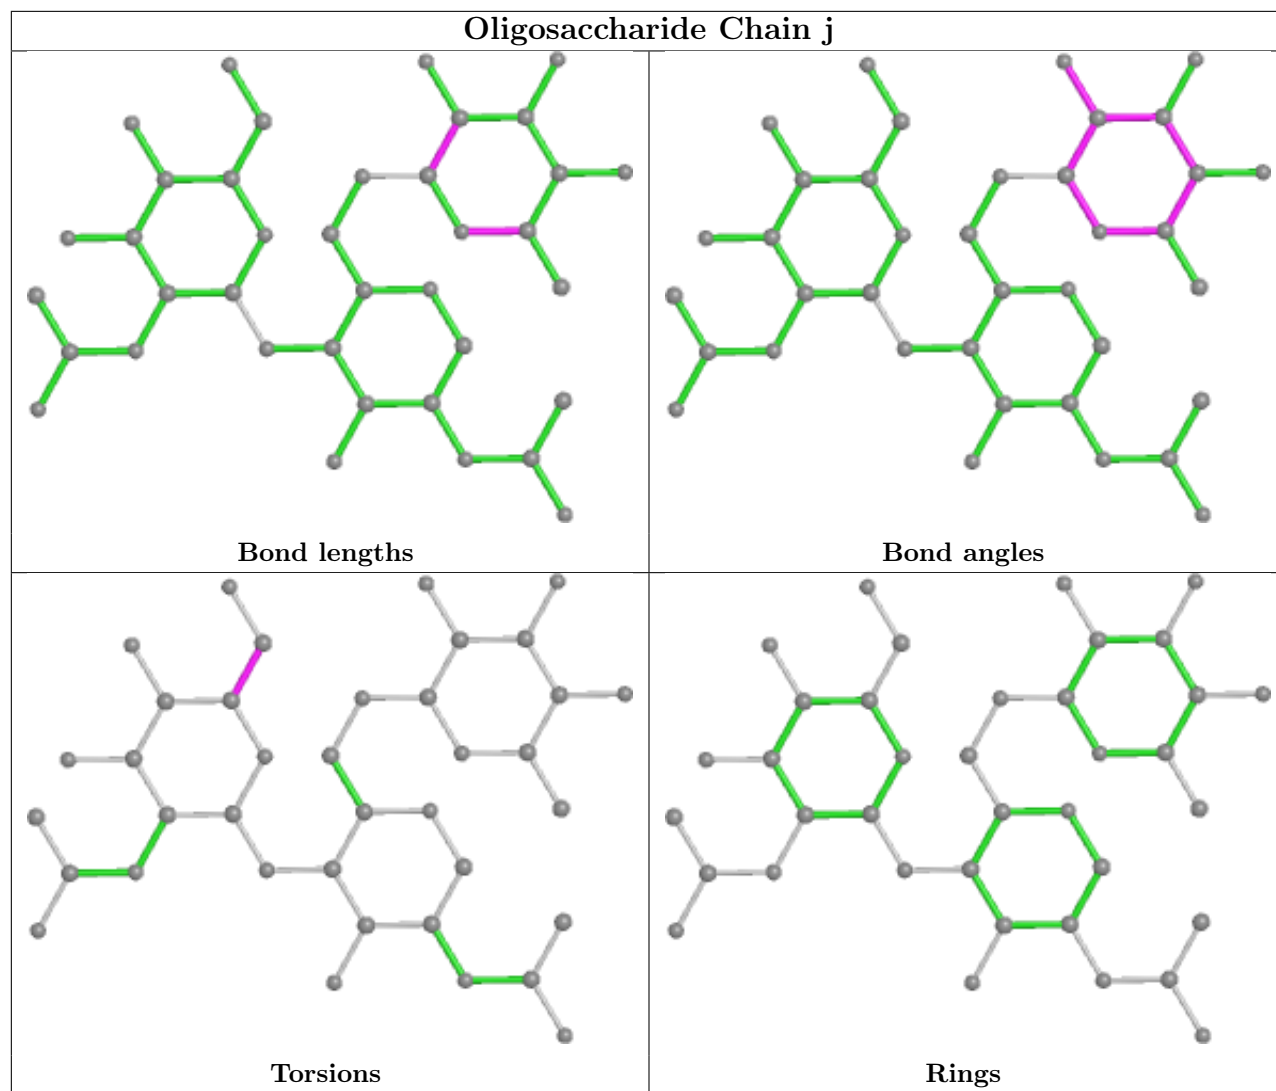 Oligosaccharide Chain j
Bond lengths
Bond angles
Torsions
Rings